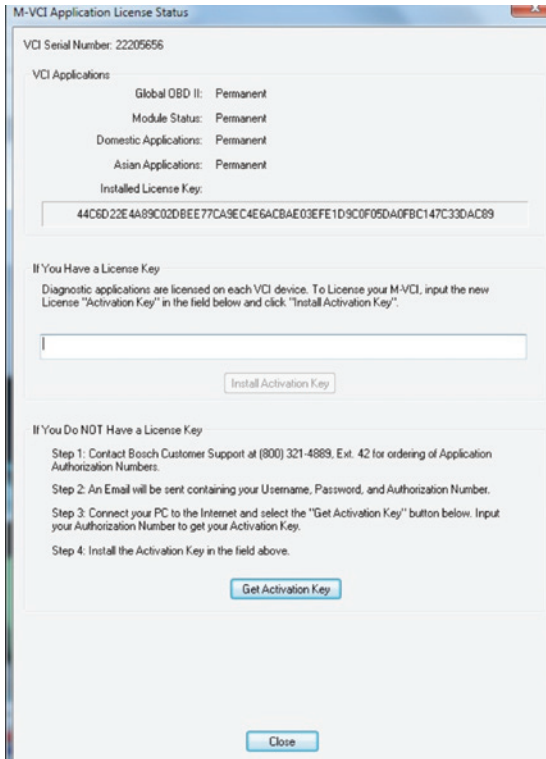 M-VCI Application License Status
VCI Serial Number: 22205656
VCI Applications
Global OBD II: Permanent
Module Status: Permanent
Domestic Applications: Permanent
Asian Applications: Permanent
Installed License Key:
44C6D22E4A89C02DBEE77CA9EC4E6ACBAE03EFE1D9C0F05DA0FBC147C33DAC89
If You Have a License Key
Diagnostic applications are licensed on each VCI device. To License your M-VCI, input the new
License "Activation Key" in the field below and click "Install Activation Key".
Install Activation Key
If You Do NOT Have a License Key
Step 1: Contact Bosch Customer Support at (800) 321-4889, Ext. 42 for ordering of Application
Authorization Numbers.
Step 2: An Email will be sent containing your Username, Password, and Authorization Number.
Step 3: Connect your PC to the Internet and select the "Get Activation Key" button below. Input
your Authorization Number to get your Activation Key.
Step 4: Install the Activation Key in the field above.
Get Activation Key
Close